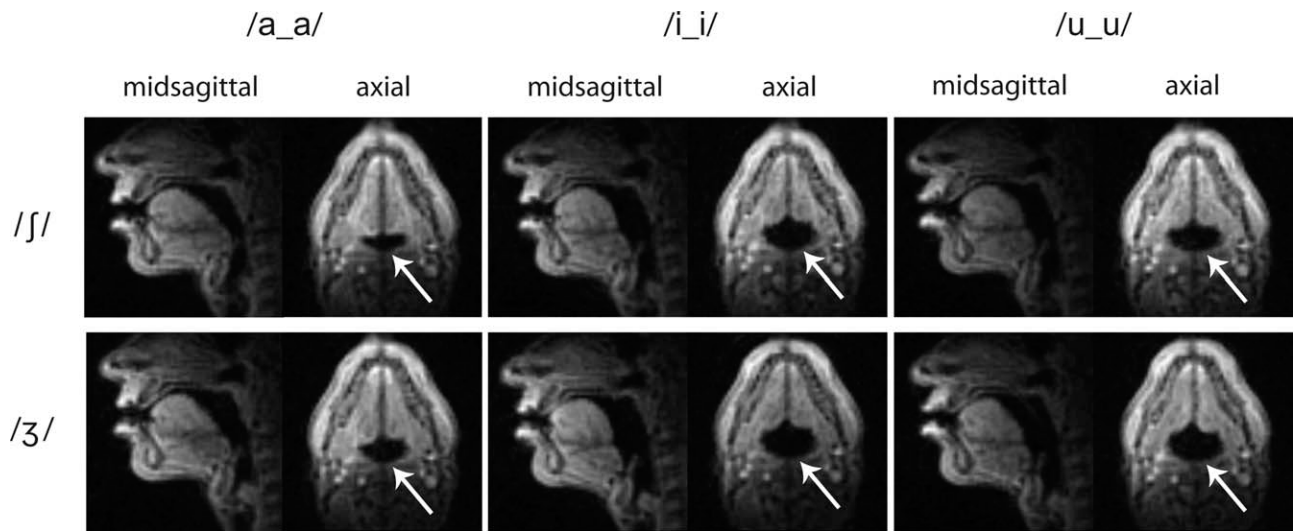 /a_a/ /i_i/ /u_u/
midsagittal axial midsagittal axial midsagittal axial
/ʃ/
/ʒ/